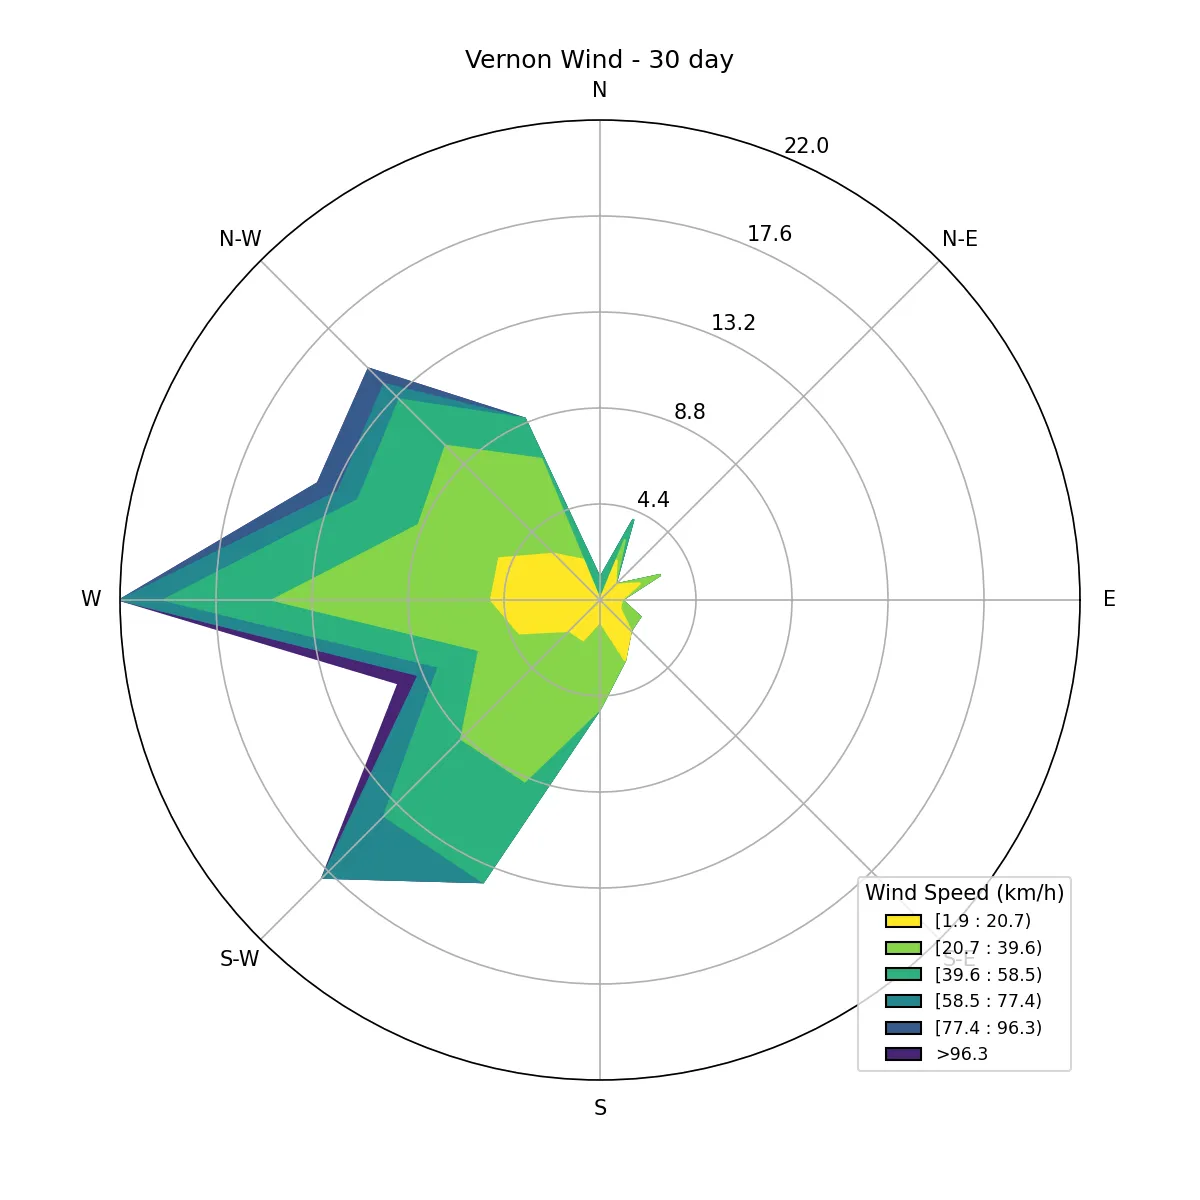 Vernon Wind - 30 day
N
22.0
17.6
N-W
N-E
13.2
8.8
4.4
W
E
S-W
S-E
S
Wind Speed (km/h)
[1.9 : 20.7)
[20.7 : 39.6)
[39.6 : 58.5)
[58.5 : 77.4)
[77.4 : 96.3)
>96.3